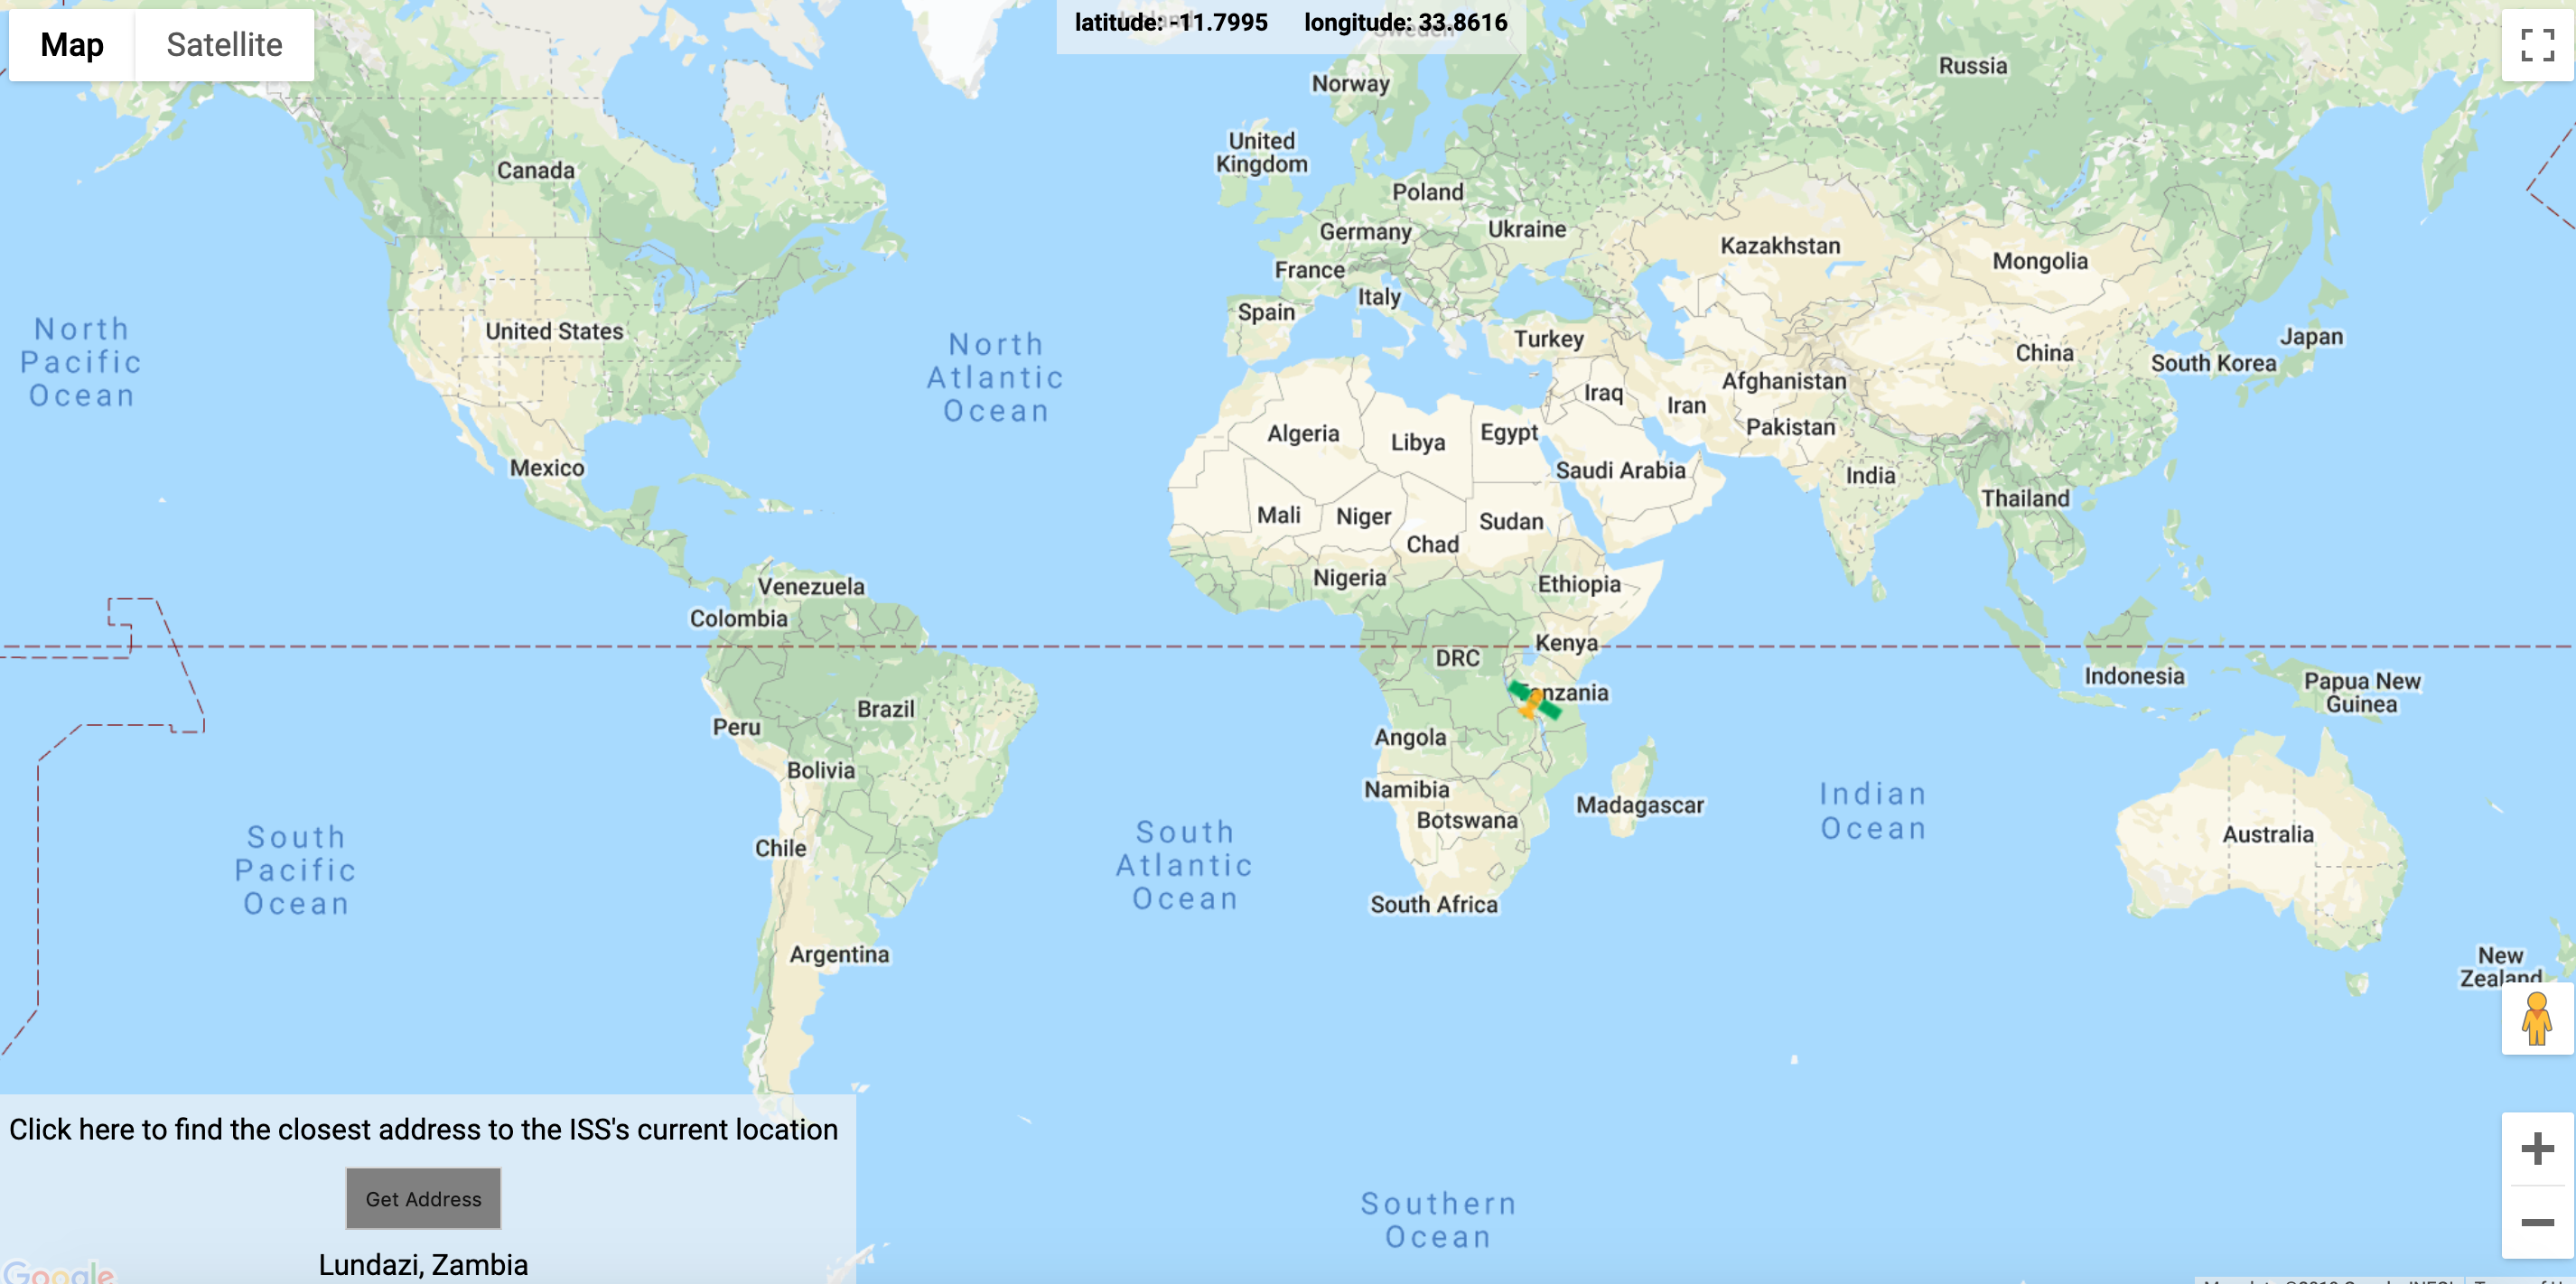 Map
Satellite
latitude: -11.7995 longitude: 33.8616
Sweden
Norway
Russia
United
Kingdom
Canada
Poland
Germany
Ukraine
Kazakhstan
Mongolia
France
Italy
Spain
North
Pacific
Ocean
United States
North
Atlantic
Ocean
Turkey
Japan
China
South Korea
Afghanistan
Iraq
Iran
Pakistan
Algeria
Libya
Egypt
Saudi Arabia
India
Mexico
Thailand
Mali
Niger
Sudan
Chad
Nigeria
Ethiopia
Venezuela
Colombia
Kenya
DRC
Indonesia
Papua New
Guinea
Tanzania
Brazil
Peru
Angola
Bolivia
Namibia
Madagascar
Botswana
Indian
Ocean
Australia
South
Pacific
Ocean
South
Atlantic
Ocean
Chile
South Africa
Argentina
New
Zealand
Click here to find the closest address to the ISS's current location
Get Address
Lundazi, Zambia
Southern
Ocean
Google